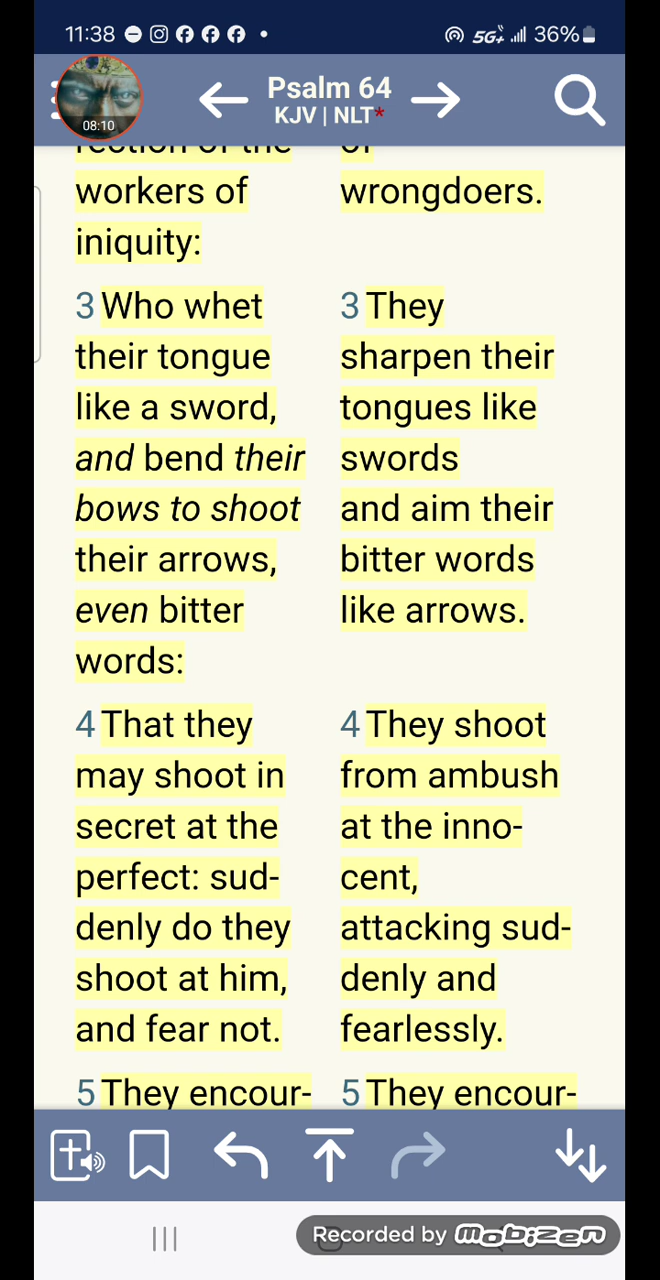 11:38
5G+ 36%
Psalm 64
KJV | NLT*
08:10
rection of the
workers of
iniquity:
3 Who whet
their tongue
like a sword,
and bend their
bows to shoot
their arrows,
even bitter
words:
4 That they
may shoot in
secret at the
perfect: sud-
denly do they
shoot at him,
and fear not.
5 They encour-
of
wrongdoers.
3 They
sharpen their
tongues like
swords
and aim their
bitter words
like arrows.
4 They shoot
from ambush
at the inno-
cent,
attacking sud-
denly and
fearlessly.
5 They encour-
Recorded by mobizen